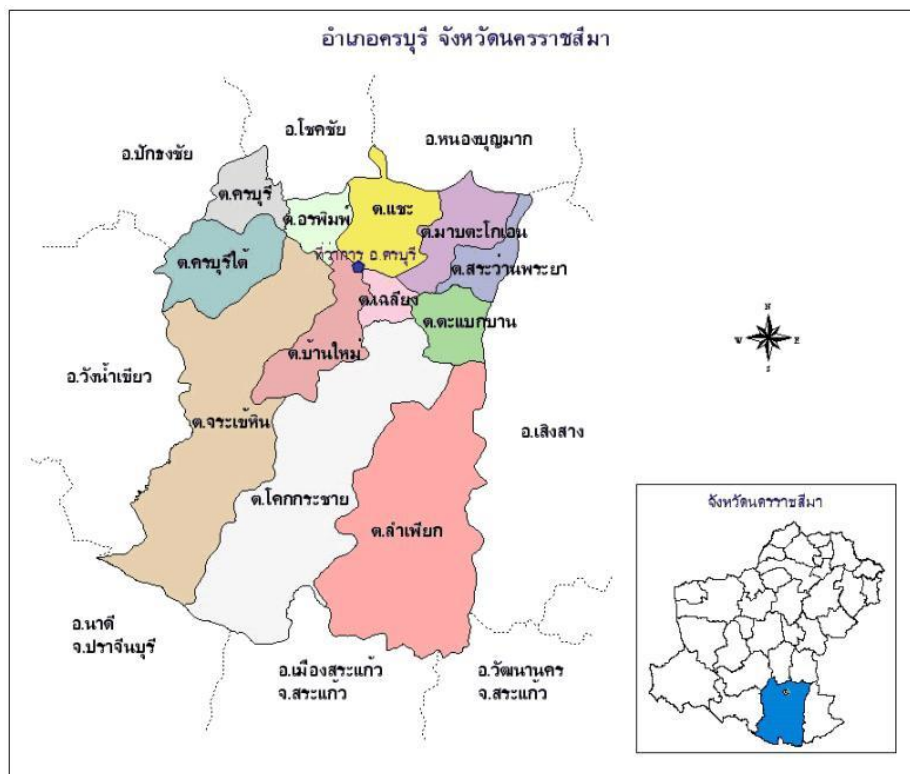 อำเภอครบุรี จังหวัดนครราชสีมา
อ.โชคชัย
อ.หนองบุญมาก
อ.ปักธงชัย
ต.ครบุรี
ต.อรพิมพ์
ต.แชะ
ต.มาบตะโกเอน
ต.ครบุรีใต้
ที่ว่าการ อ.ครบุรี
ต.สระว่านพระยา
ต.เฉลียง
ต.ตะแบกบาน
ต.บ้านใหม่
อ.วังน้ำเขียว
ต.จระเข้หิน
อ.เสิงสาง
ต.โคกกระชาย
ต.ลำเพียก
N
W
E
S
จังหวัดนครราชสีมา
อ.นาดี
จ.ปราจีนบุรี
อ.เมืองสระแก้ว
จ.สระแก้ว
อ.วัฒนานคร
จ.สระแก้ว